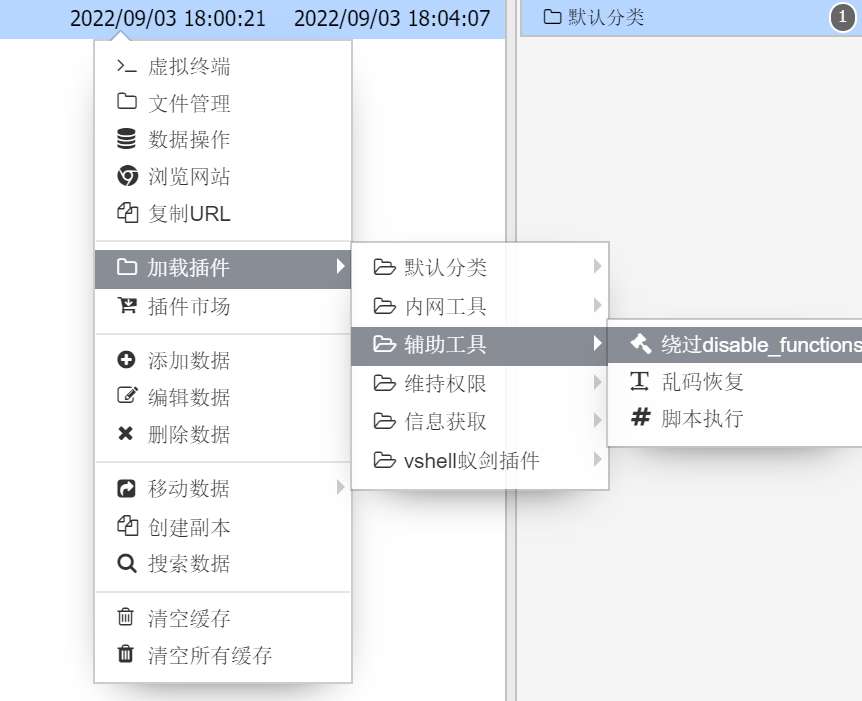 2022/09/03 18:00:21 2022/09/03 18:04:07
默认分类 1
虚拟终端
文件管理
数据操作
浏览网站
复制URL
加载插件
插件市场
添加数据
编辑数据
删除数据
移动数据
创建副本
搜索数据
清空缓存
清空所有缓存
默认分类
内网工具
辅助工具
维持权限
信息获取
vshell蚁剑插件
绕过disable_functions
乱码恢复
脚本执行